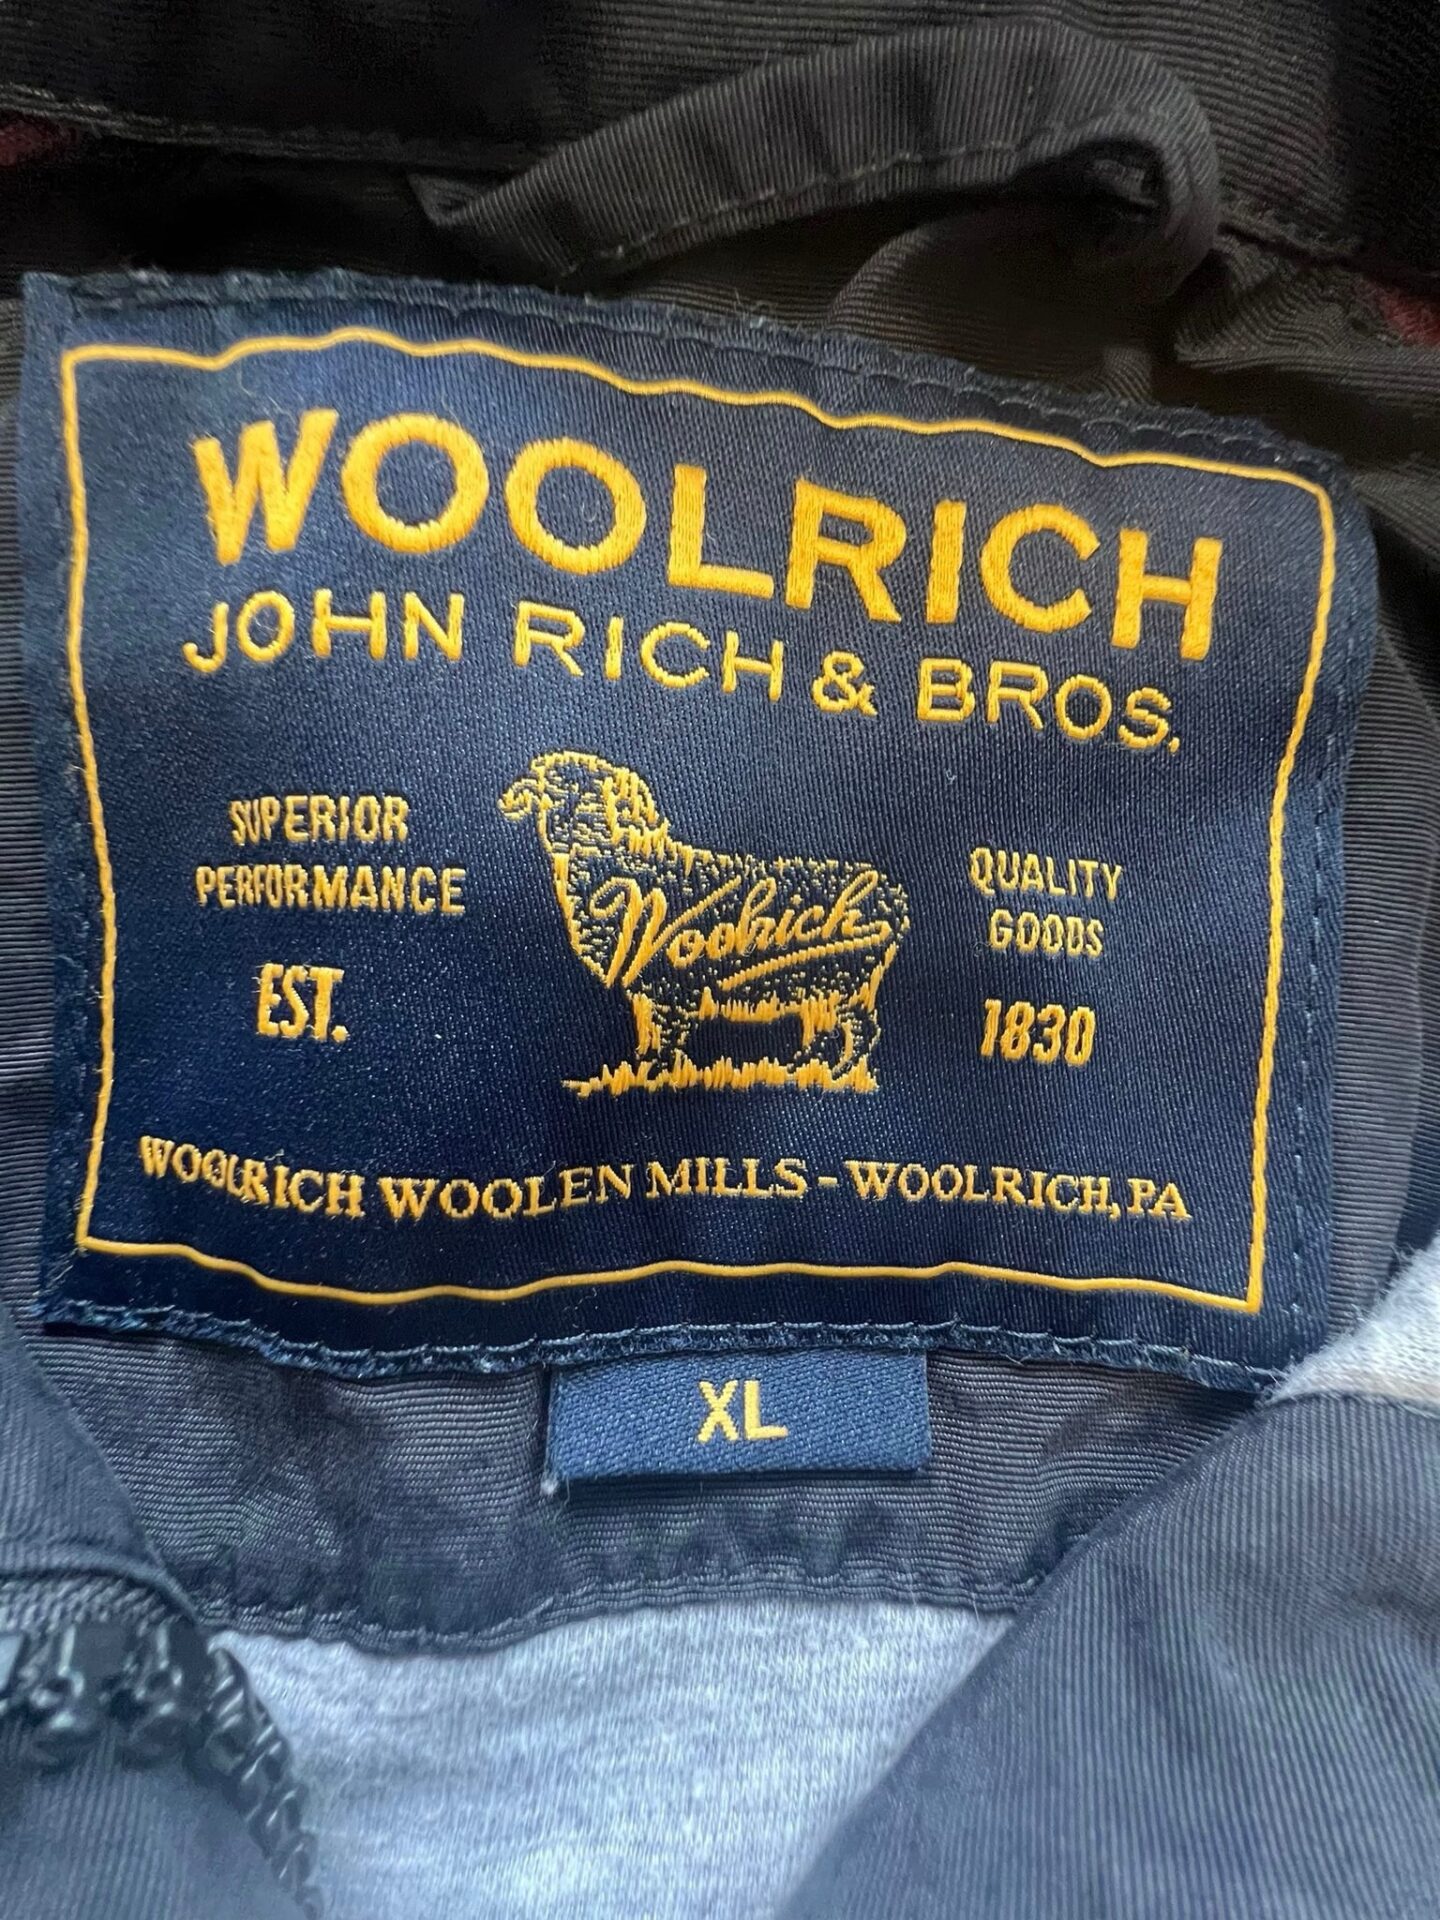 WOOLRICH
JOHN RICH & BROS.
SUPERIOR
PERFORMANCE
EST.
Woolrich
QUALITY
GOODS
1830
WOOLRICH WOOLEN MILLS - WOOLRICH, PA
XL